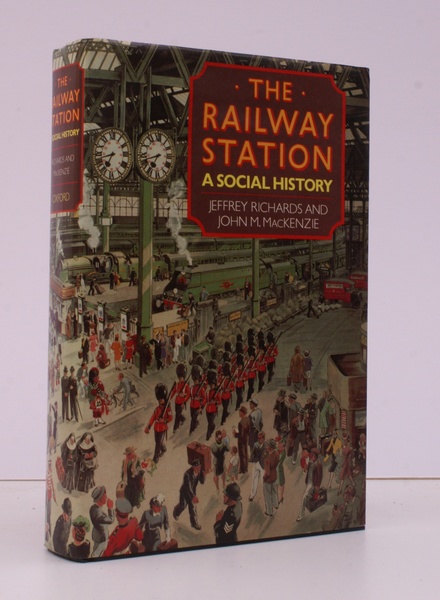 THE
RAILWAY
STATION
A SOCIAL HISTORY
RICHARDS AND
MACKENZIE
OXFORD
· THE ·
RAILWAY
STATION
A SOCIAL HISTORY
JEFFREY RICHARDS AND
JOHN M. MACKENZIE